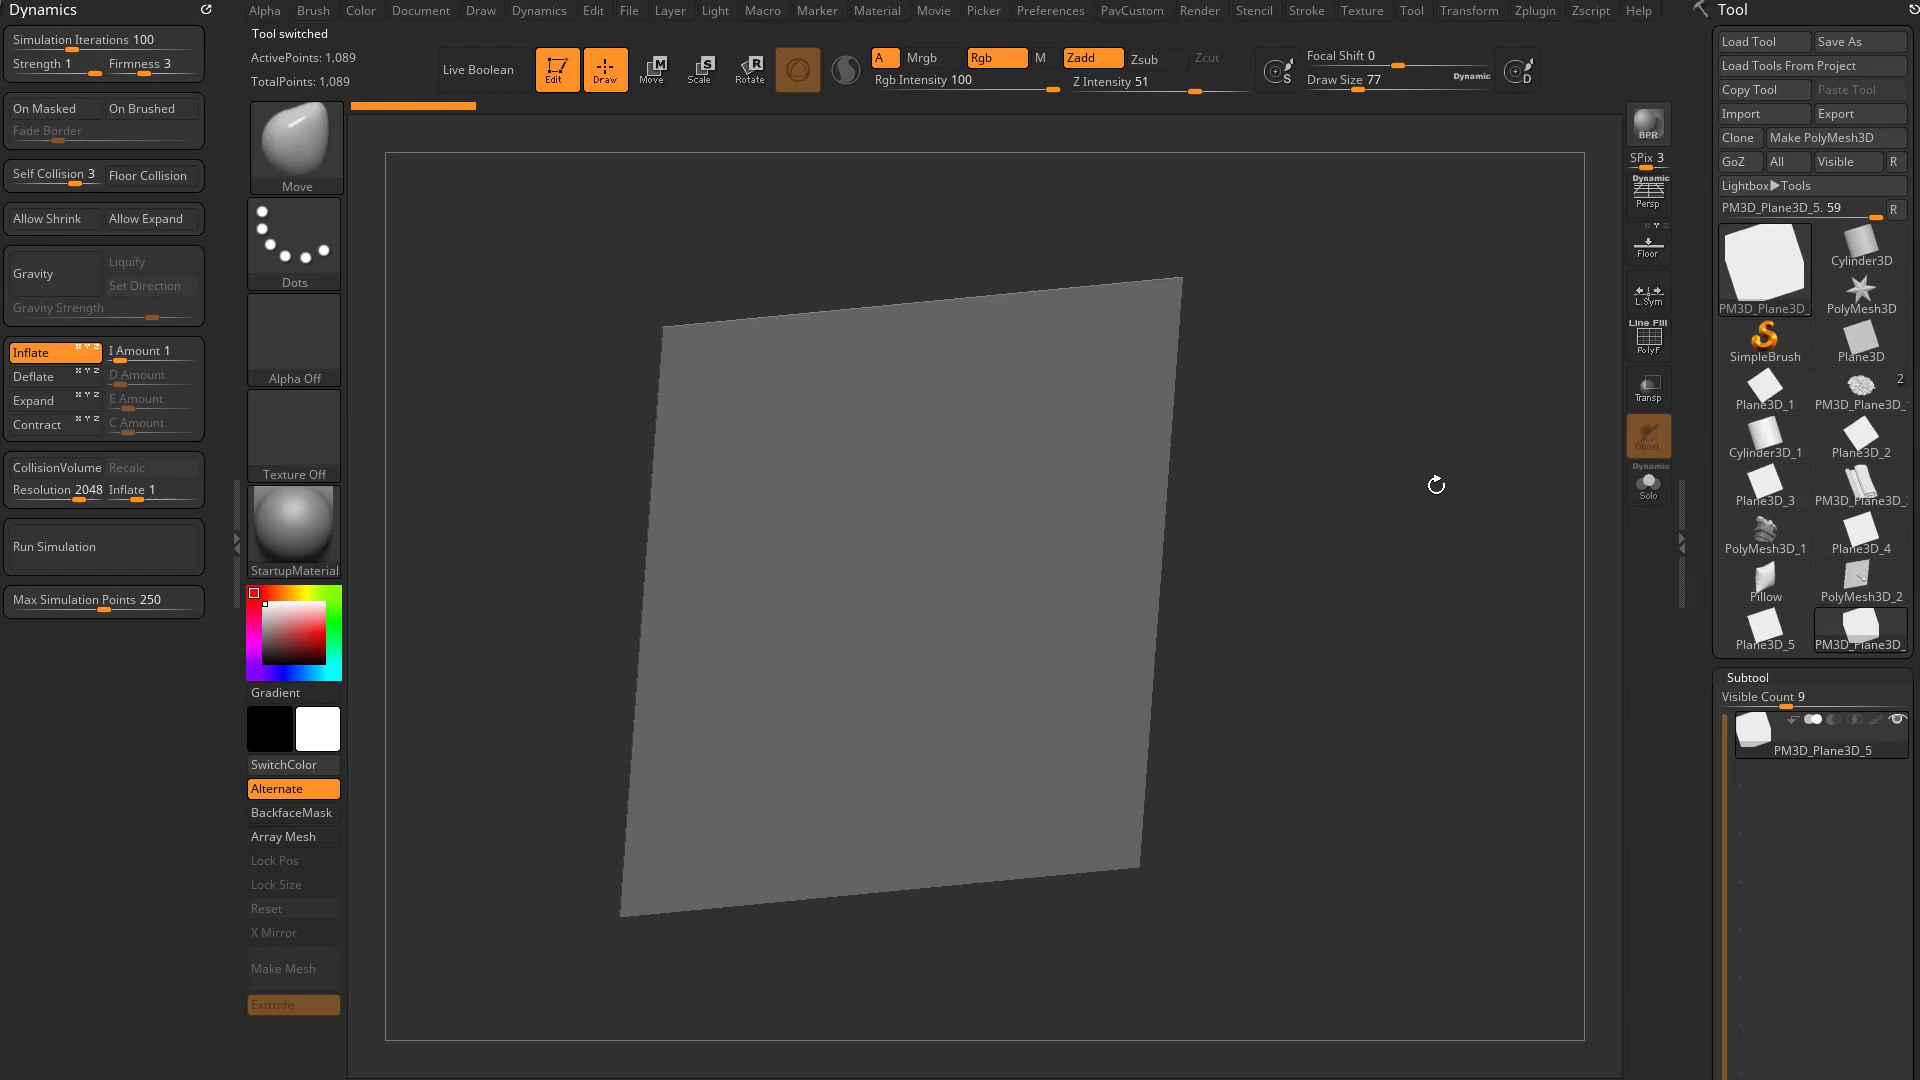 Dynamics
Simulation Iterations 100
Strength 1 Firmness 3
On Masked On Brushed
Fade Border
Self Collision 3 Floor Collision
Allow Shrink Allow Expand
Gravity Liquify
Set Direction
Gravity Strength
Inflate I Amount 1
Deflate D Amount
Expand E Amount
Contract C Amount
CollisionVolume Recalc
Resolution 2048 Inflate 1
Run Simulation
Max Simulation Points 250
Alpha Brush Color Document Draw Dynamics Edit File Layer Light Macro Marker Material Movie Picker Preferences PavCustom Render Stencil Stroke Texture Tool Transform Zplugin Zscript Help
Tool switched
ActivePoints: 1,089
TotalPoints: 1,089
Live Boolean
Edit Draw Move Scale Rotate
A Mrgb Rgb M Zadd Zsub Zcut
Rgb Intensity 100 Z Intensity 51
Focal Shift 0
Draw Size 77 Dynamic
Move
Dots
Alpha Off
Texture Off
StartupMaterial
Gradient
SwitchColor
Alternate
BackfaceMask
Array Mesh
Lock Pos
Lock Size
Reset
X Mirror
Make Mesh
Extrude
BPR
SPix 3
Dynamic
Persp
Floor
L.Sym
Line Fill
PolyF
Transp
Ghost
Dynamic
Solo
Tool
Load Tool Save As
Load Tools From Project
Copy Tool Paste Tool
Import Export
Clone Make PolyMesh3D
GoZ All Visible R
Lightbox▶Tools
PM3D_Plane3D_5. 59 R
PM3D_Plane3D_ Cylinder3D
PolyMesh3D
SimpleBrush Plane3D
2
Plane3D_1 PM3D_Plane3D_
Cylinder3D_1 Plane3D_2
Plane3D_3 PM3D_Plane3D_
PolyMesh3D_1 Plane3D_4
Pillow PolyMesh3D_2
Plane3D_5 PM3D_Plane3D_
Subtool
Visible Count 9
PM3D_Plane3D_5